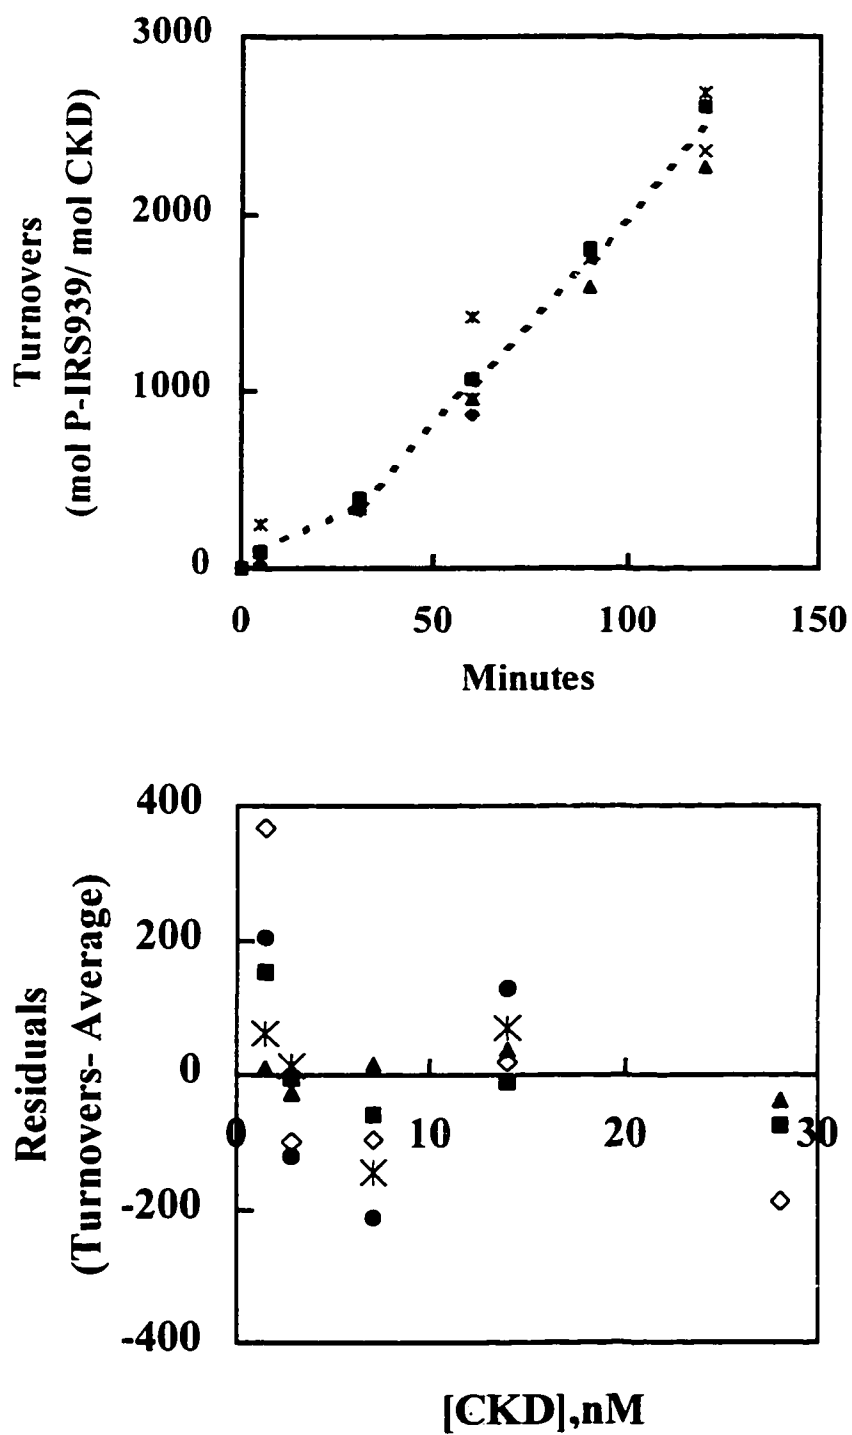 3000
2000
1000
0
Turnovers
(mol P-IRS939/ mol CKD)
0 50 100 150
Minutes
400
200
0
-200
-400
Residuals
(Turnovers- Average)
0 10 20 30
[CKD],nM